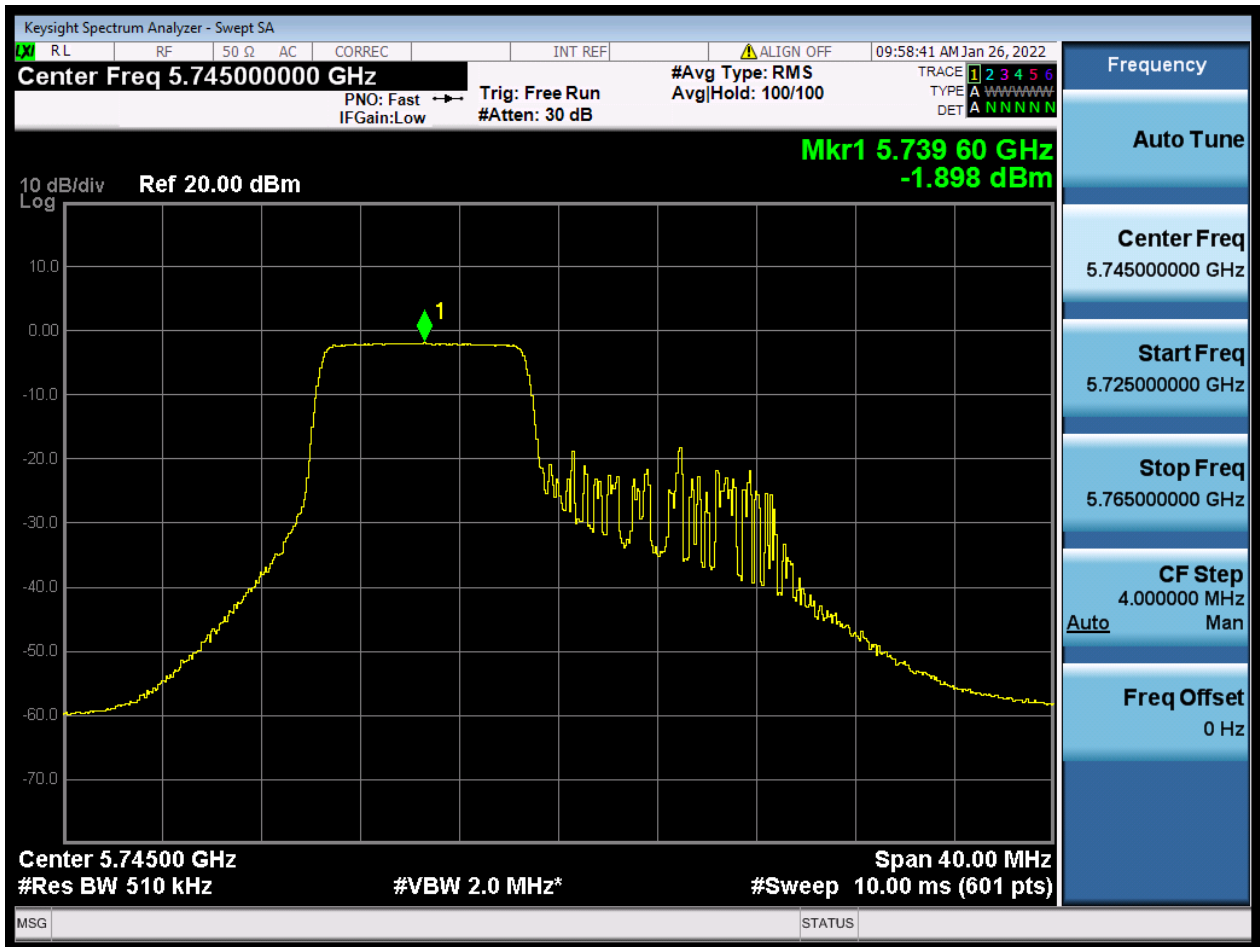 Keysight Spectrum Analyzer - Swept SA
LXI RL RF 50 Ω AC CORREC INT REF ALIGN OFF 09:58:41 AM Jan 26, 2022
Center Freq 5.745000000 GHz
PNO: Fast
IFGain:Low
Trig: Free Run
#Atten: 30 dB
#Avg Type: RMS
Avg|Hold: 100/100
TRACE 1 2 3 4 5 6
TYPE A WWWWW
DET A N N N N N
Mkr1 5.739 60 GHz
-1.898 dBm
10 dB/div Ref 20.00 dBm
Log
10.0
0.00
-10.0
-20.0
-30.0
-40.0
-50.0
-60.0
-70.0
1
Center 5.74500 GHz Span 40.00 MHz
#Res BW 510 kHz #VBW 2.0 MHz* #Sweep 10.00 ms (601 pts)
MSG STATUS
Frequency
Auto Tune
Center Freq
5.745000000 GHz
Start Freq
5.725000000 GHz
Stop Freq
5.765000000 GHz
CF Step
4.000000 MHz
Auto Man
Freq Offset
0 Hz